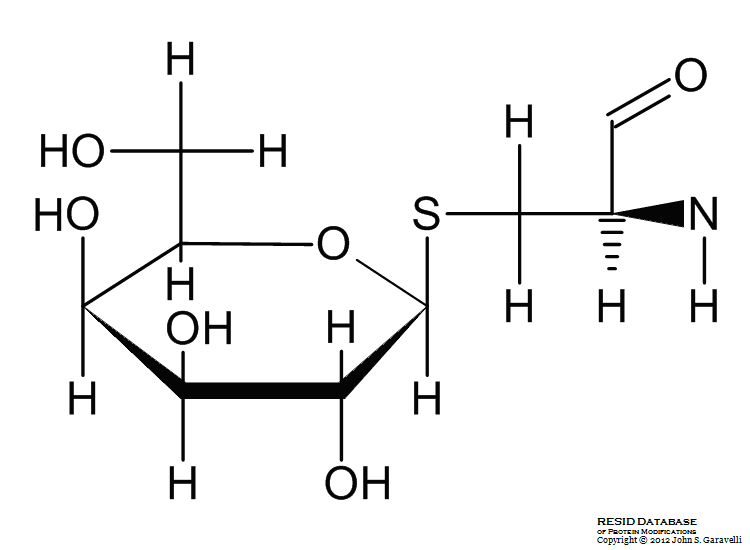 H
O
H
HO H
HO S N
O
H
H H H
OH H
H H
H OH
RESID DATABASE
OF PROTEIN MODIFICATIONS
Copyright © 2012 John S. Garavelli